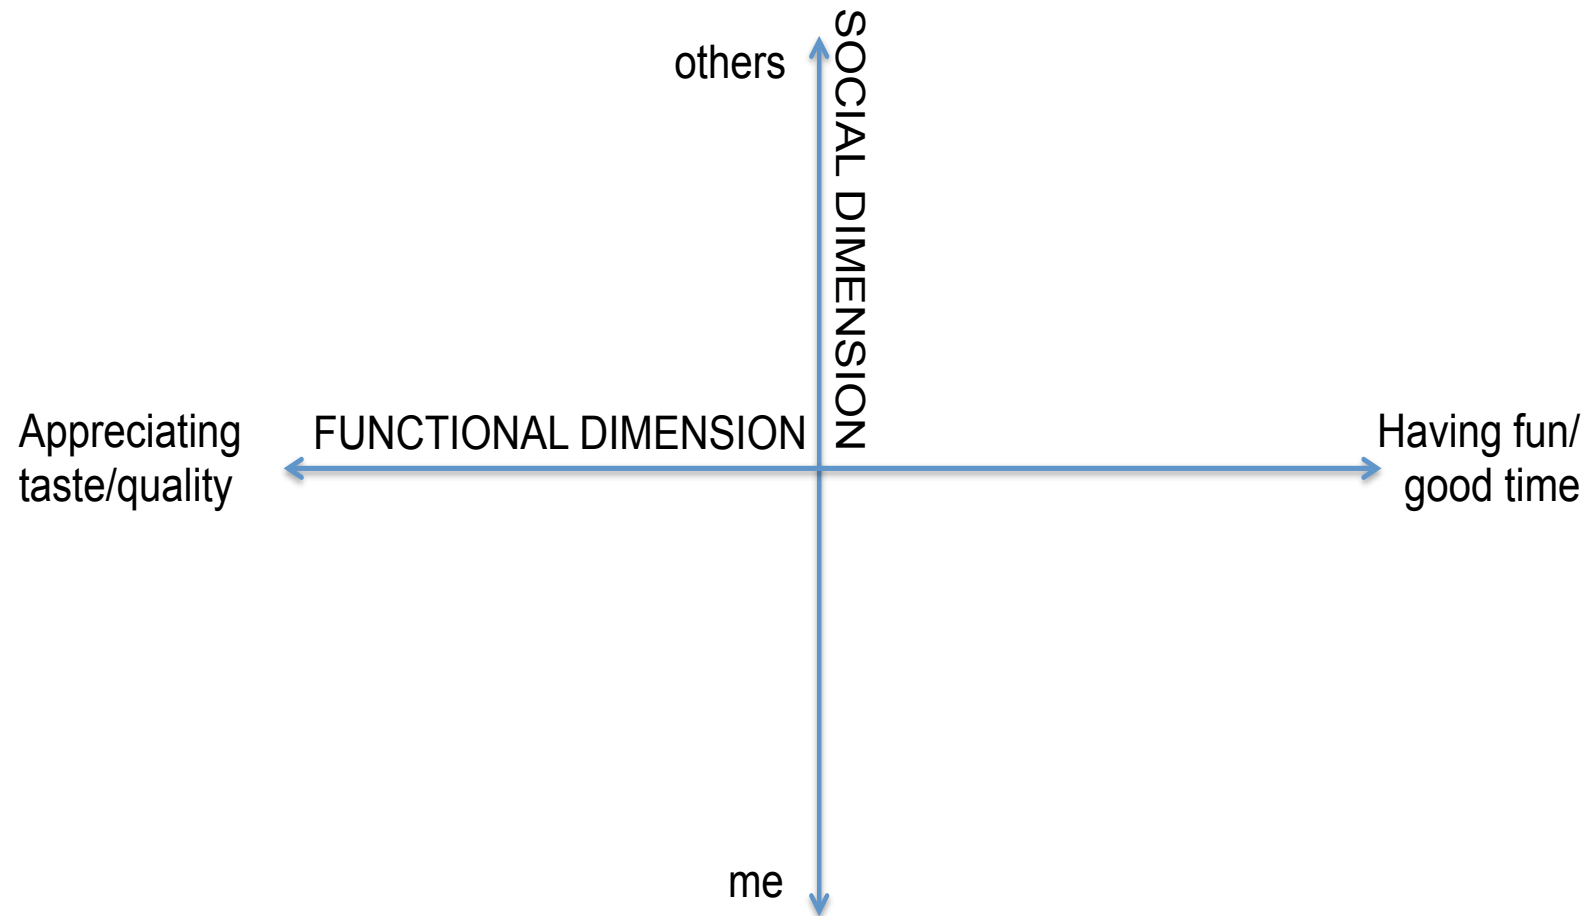 others
SOCIAL DIMENSION
Appreciating
taste/quality
FUNCTIONAL DIMENSION
Having fun/
good time
me